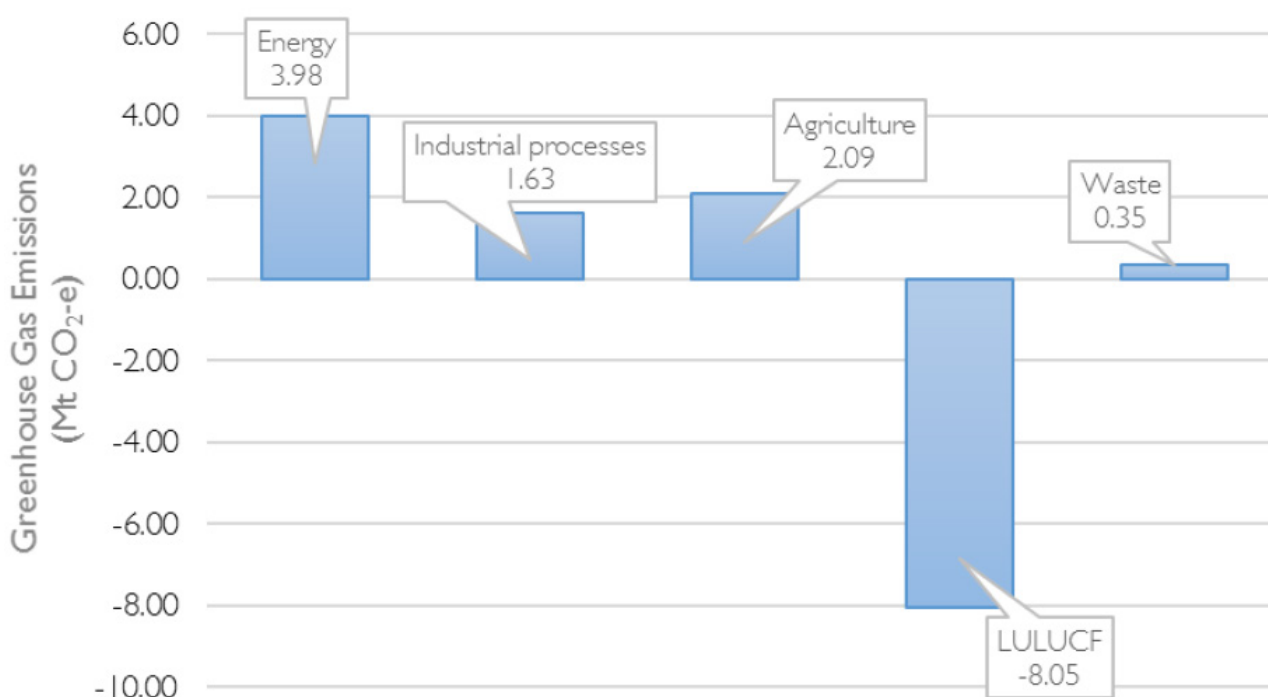 6.00
4.00
2.00
0.00
-2.00
-4.00
-6.00
-8.00
-10.00
Greenhouse Gas Emissions
(Mt CO₂-e)
Energy
3.98
Industrial processes
1.63
Agriculture
2.09
LULUCF
-8.05
Waste
0.35